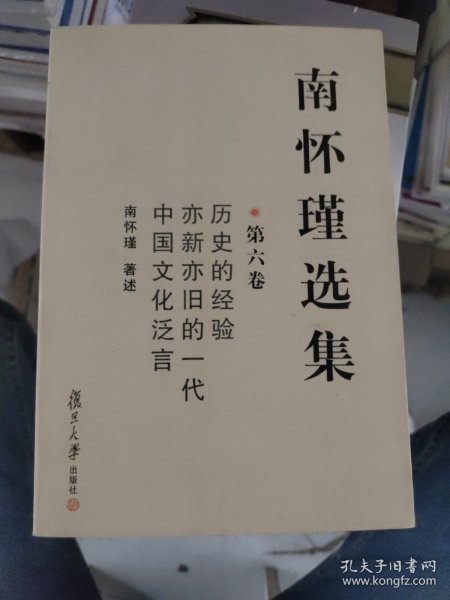 南怀瑾选集
第六卷
历史的经验
亦新亦旧的一代
中国文化泛言
南怀瑾 著述
復旦大学
出版社
孔夫子旧书网
www.kongfz.com